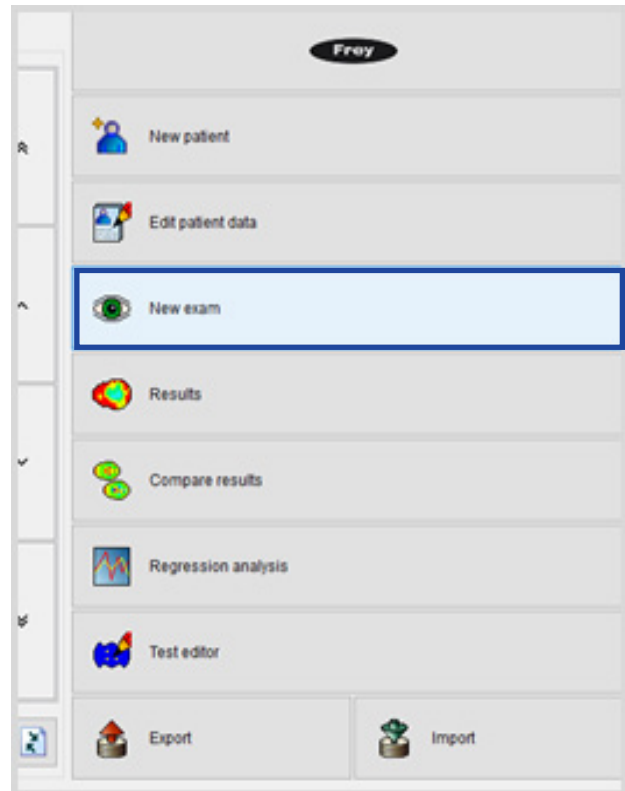 Frey
New patient
Edit patient data
New exam
Results
Compare results
Regression analysis
Test editor
Export
Import